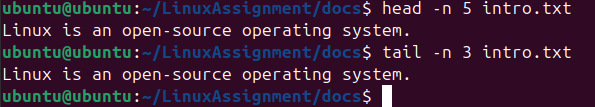 ubuntu@ubuntu:~/LinuxAssignment/docs$ head -n 5 intro.txt
Linux is an open-source operating system.
ubuntu@ubuntu:~/LinuxAssignment/docs$ tail -n 3 intro.txt
Linux is an open-source operating system.
ubuntu@ubuntu:~/LinuxAssignment/docs$